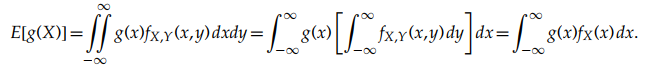 E[g(X)] = ∬_{-∞}^{∞} g(x)f_{X,Y}(x,y)dxdy = ∫_{-∞}^{∞} g(x) [∫_{-∞}^{∞} f_{X,Y}(x,y)dy] dx = ∫_{-∞}^{∞} g(x)f_X(x)dx.